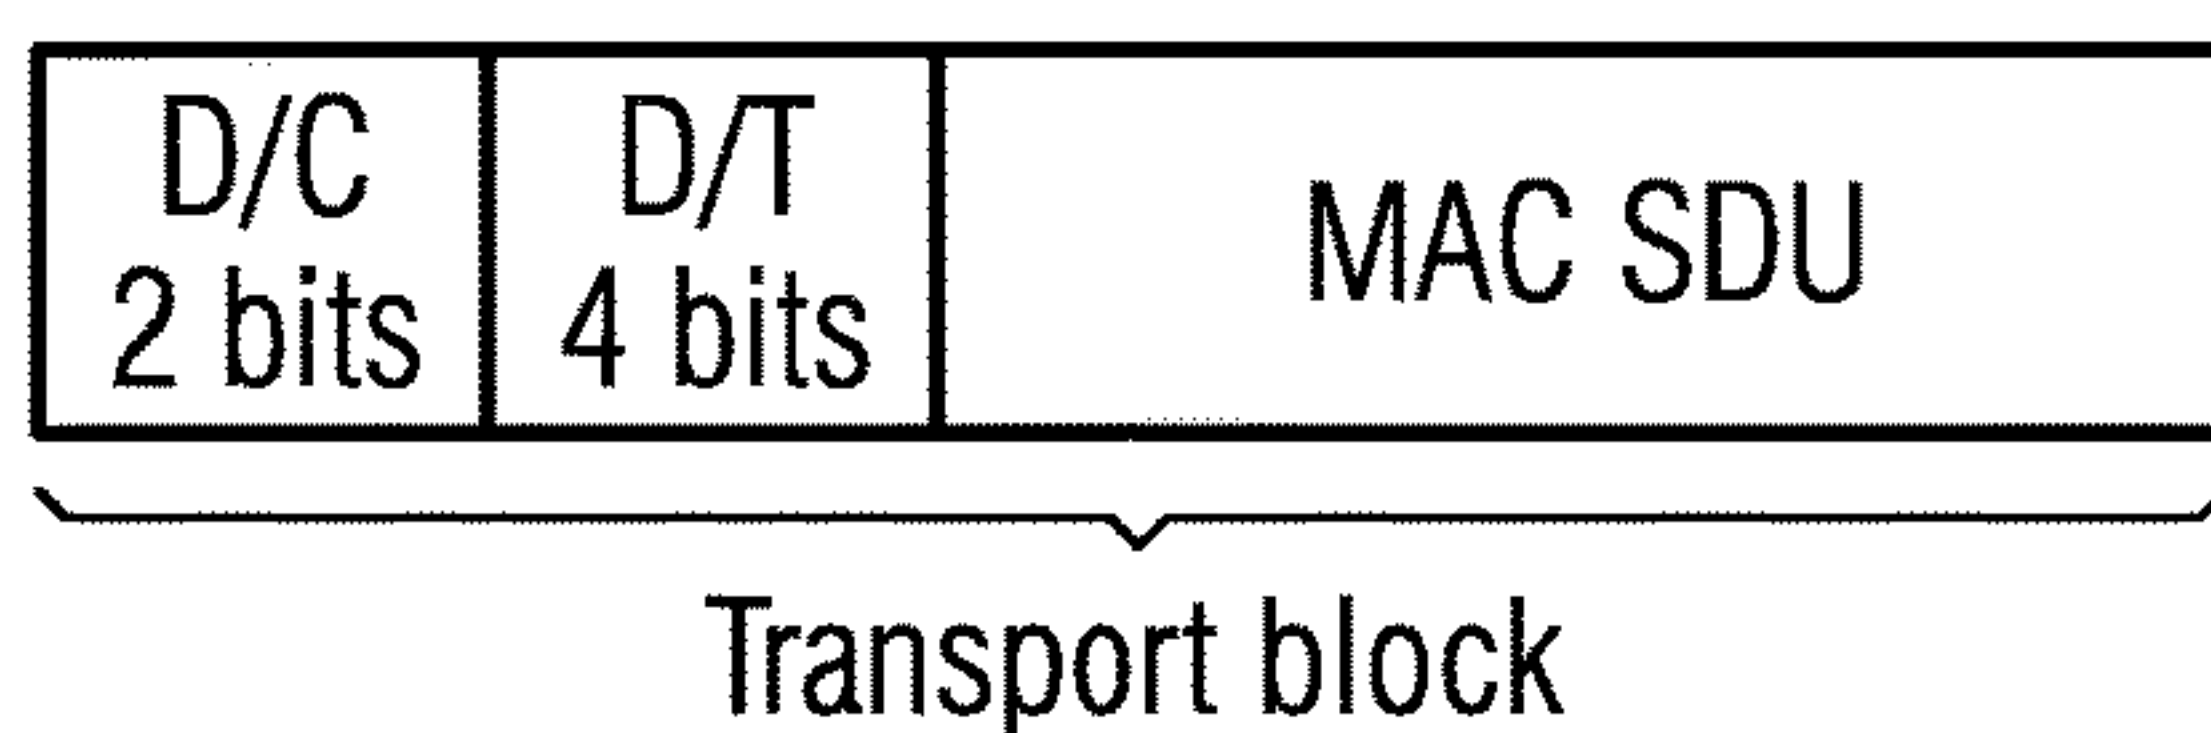 D/C
2 bits
D/T
4 bits
MAC SDU
Transport block